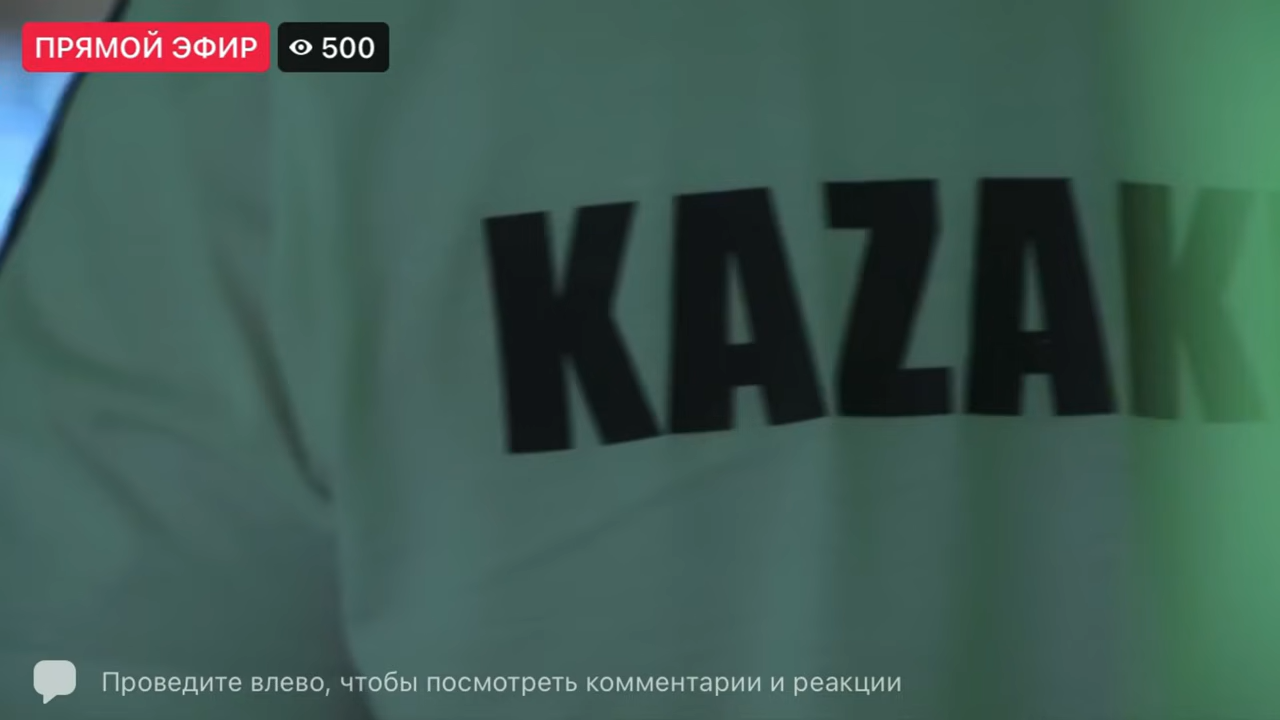 ПРЯМОЙ ЭФИР 500
KAZAK
Проведите влево, чтобы посмотреть комментарии и реакции